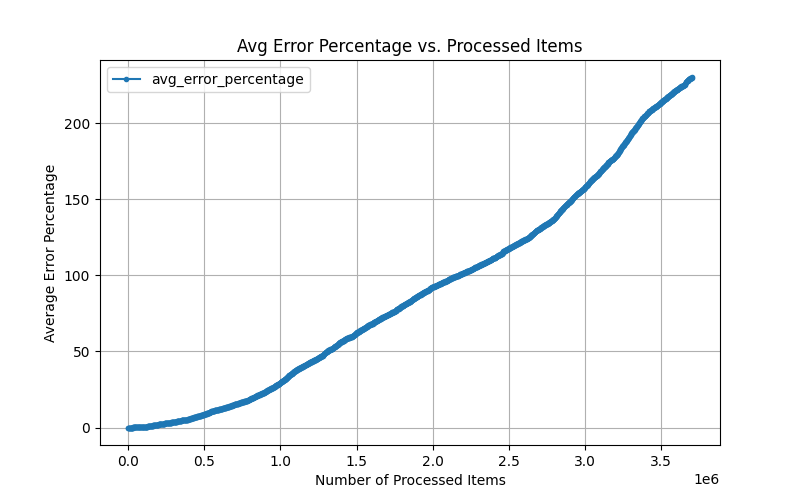 Avg Error Percentage vs. Processed Items
avg_error_percentage
Average Error Percentage
200
150
100
50
0
0.0 0.5 1.0 1.5 2.0 2.5 3.0 3.5
1e6
Number of Processed Items